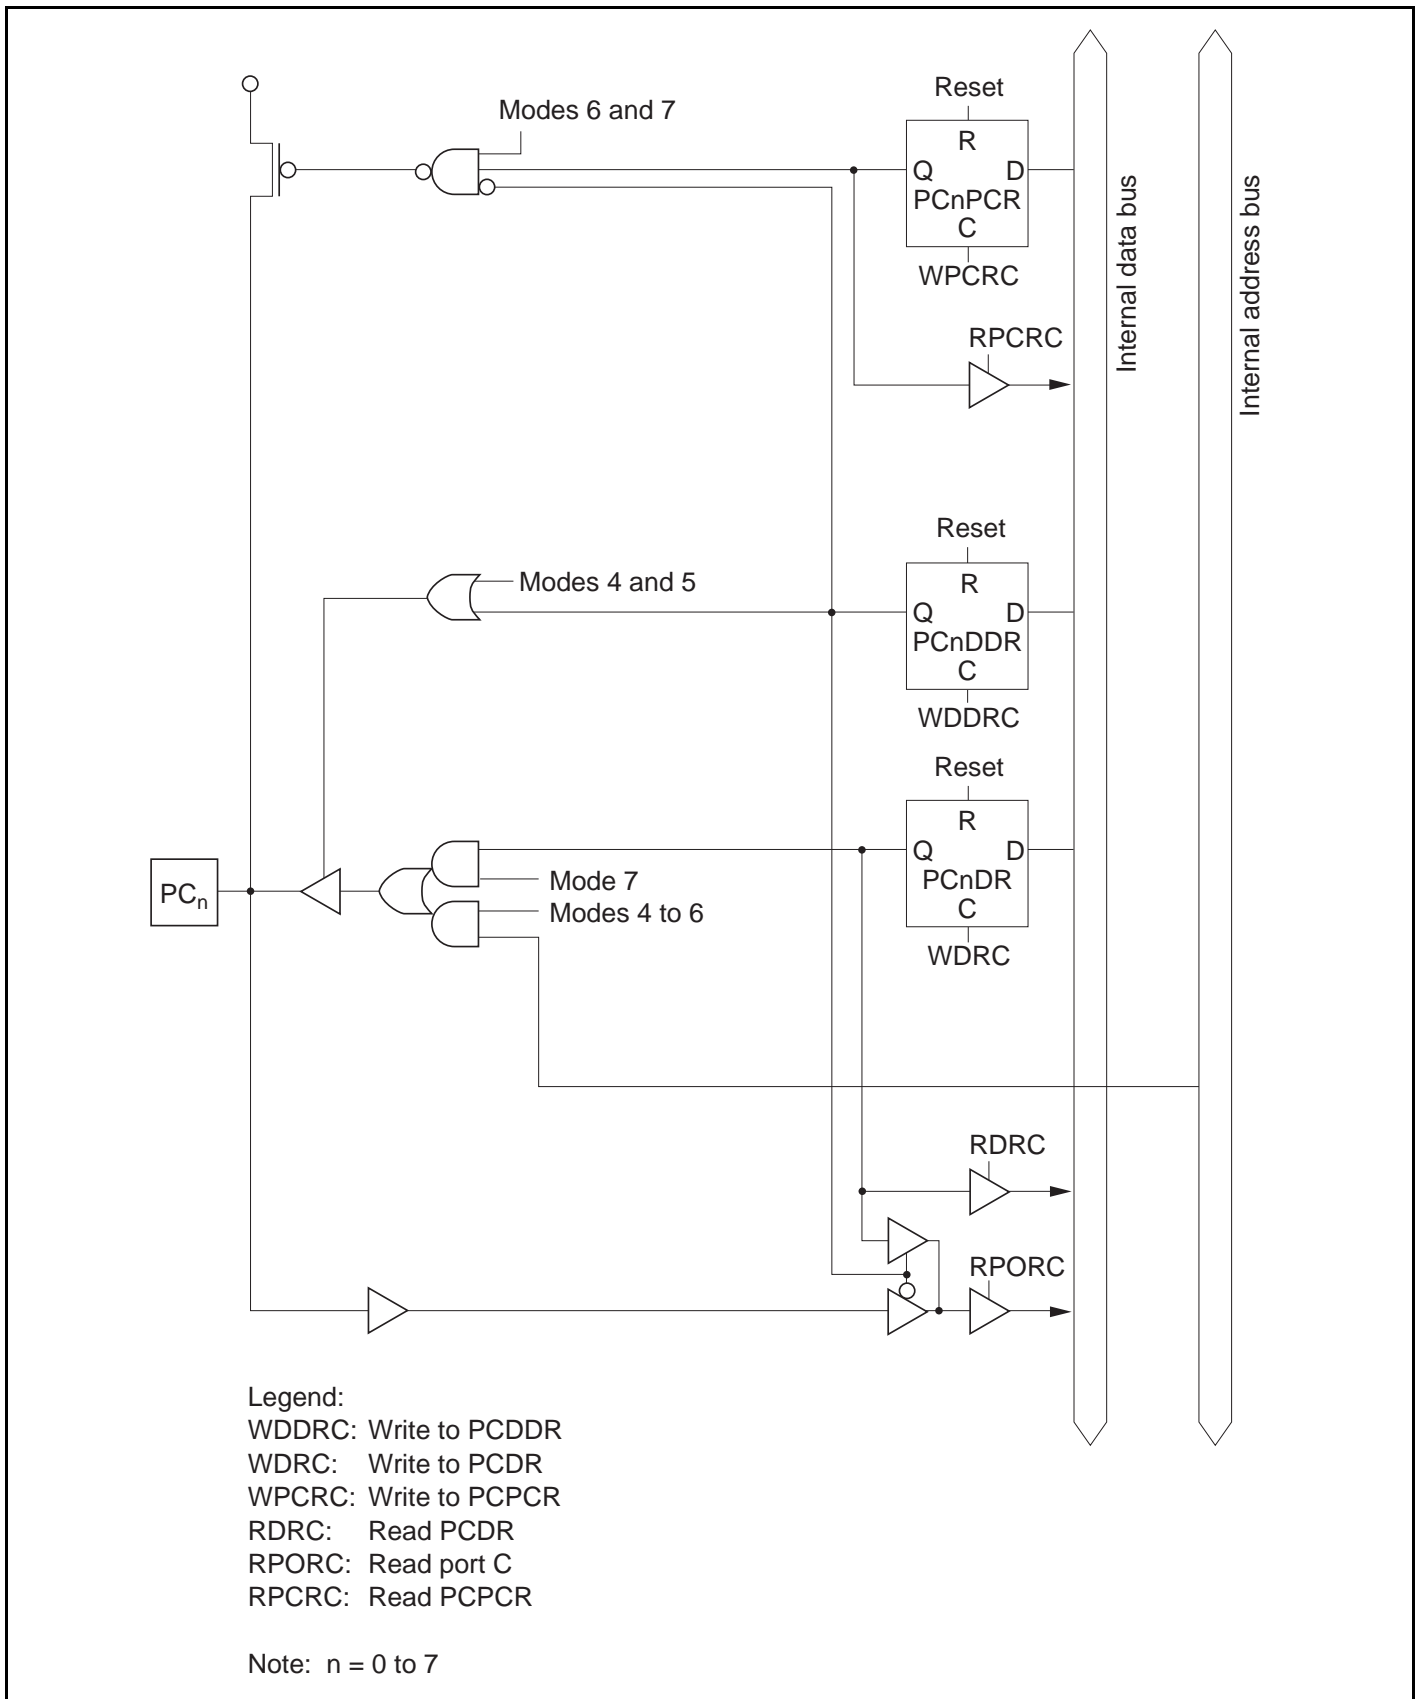 Reset
Modes 6 and 7
R
Q D
PCnPCR
C
WPCRC
Internal data bus
Internal address bus
RPCRC
Reset
Modes 4 and 5
R
Q D
PCnDDR
C
WDDRC
Reset
R
Q D
PCnDR
C
WDRC
PCn
Mode 7
Modes 4 to 6
RDRC
RPORC
Legend:
WDDRC: Write to PCDDR
WDRC: Write to PCDR
WPCRC: Write to PCPCR
RDRC: Read PCDR
RPORC: Read port C
RPCRC: Read PCPCR
Note: n = 0 to 7